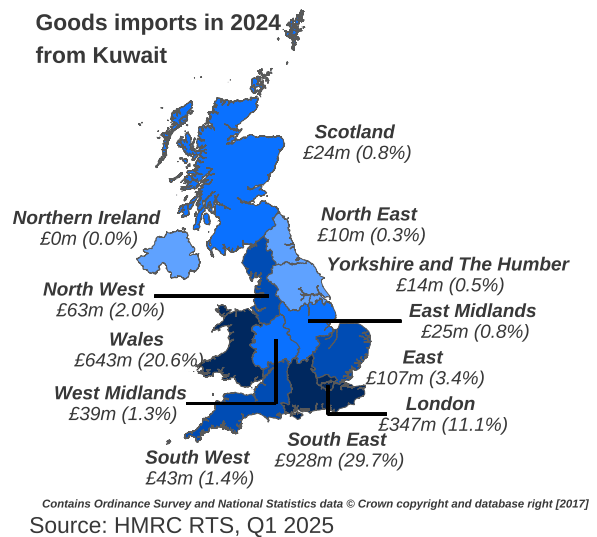 Goods imports in 2024
from Kuwait
Scotland
£24m (0.8%)
Northern Ireland
£0m (0.0%)
North East
£10m (0.3%)
Yorkshire and The Humber
£14m (0.5%)
North West
£63m (2.0%)
East Midlands
£25m (0.8%)
Wales
£643m (20.6%)
East
£107m (3.4%)
West Midlands
£39m (1.3%)
London
£347m (11.1%)
South East
£928m (29.7%)
South West
£43m (1.4%)
Contains Ordinance Survey and National Statistics data © Crown copyright and database right [2017]
Source: HMRC RTS, Q1 2025